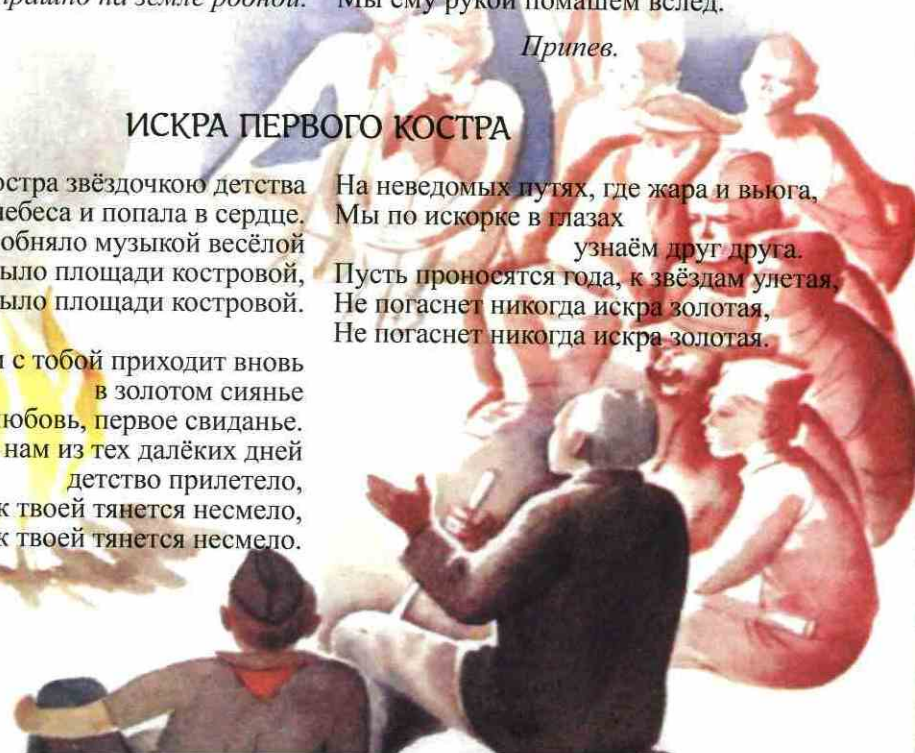 на земле родной.
Мы ему рукой помашем вслед.
Припев.
ИСКРА ПЕРВОГО КОСТРА
звёздочкою детства
и попала в сердце.
обняло музыкой весёлой
площади костровой,
площади костровой.
с тобой приходит вновь
в золотом сиянье
первое свиданье.
нам из тех далёких дней
детство прилетело,
к твоей тянется несмело,
к твоей тянется несмело.
На неведомых путях, где жара и вьюга,
Мы по искорке в глазах
узнаём друг друга.
Пусть проносятся года, к звёздам улетая,
Не погаснет никогда искра золотая,
Не погаснет никогда искра золотая.